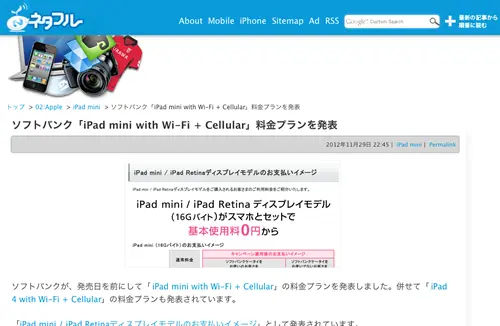 ネタフル
About Mobile iPhone Sitemap Ad RSS
Google™ Custom Search
最新の記事から
順番に読む
トップ > 02:Apple > iPad mini > ソフトバンク「iPad mini with Wi-Fi + Cellular」料金プランを発表
ソフトバンク「iPad mini with Wi-Fi + Cellular」料金プランを発表
2012年11月29日 22:45 | iPad mini | Permalink
iPad mini / iPad Retinaディスプレイモデルのお支払いイメージ
iPad mini / iPad Retinaディスプレイモデルをご購入されるお客さまのご利用料金をご紹介いたします。
iPad mini / iPad Retina ディスプレイモデル
(16Gバイト)がスマホとセットで
基本使用料0円から
iPad mini (16Gバイト)のお支払いイメージ
キャンペーン適用後のお支払いイメージ
通常料金
ソフトバンクが、発売日を前にして「iPad mini with Wi-Fi + Cellular」の料金プランを発表しました。併せて「iPad
4 with Wi-Fi + Cellular」の料金プランも発表されています。
「iPad mini / iPad Retinaディスプレイモデルのお支払いイメージ」として発表されています。